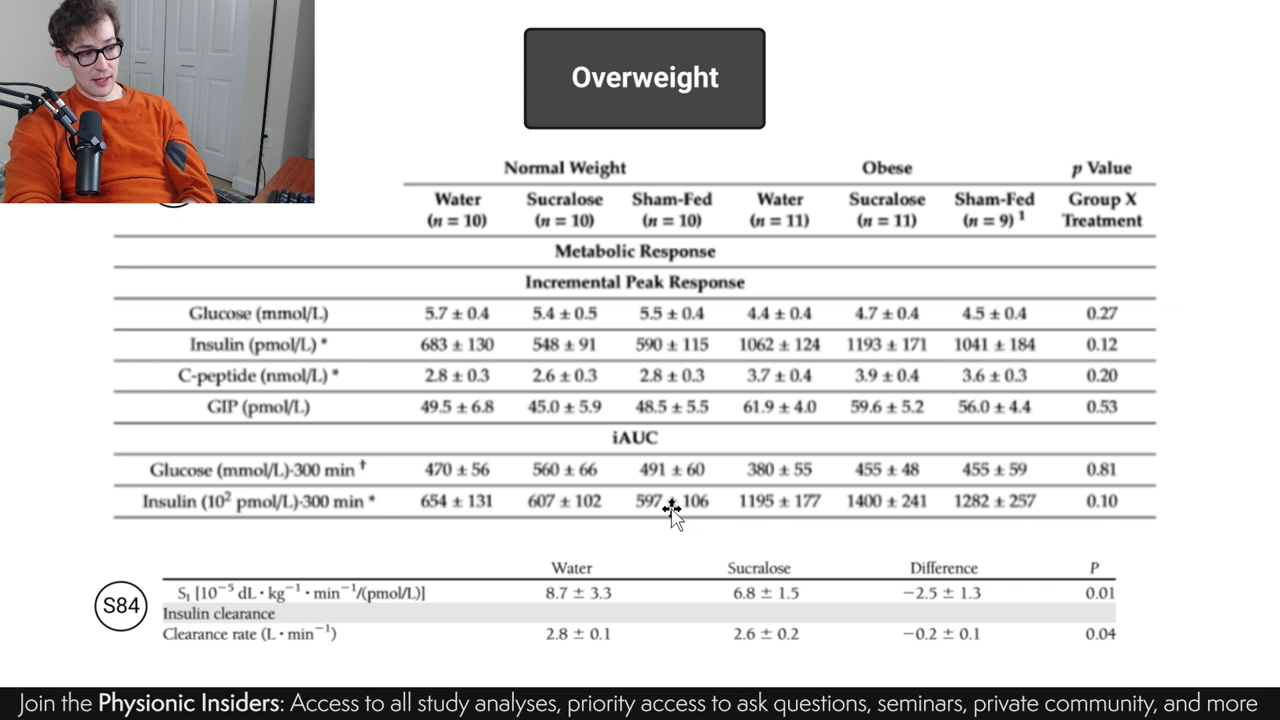 Overweight
Normal Weight Obese p Value
Water Sucralose Sham-Fed Water Sucralose Sham-Fed Group X
(n = 10) (n = 10) (n = 10) (n = 11) (n = 11) (n = 9) 1 Treatment
Metabolic Response
Incremental Peak Response
Glucose (mmol/L) 5.7 ± 0.4 5.4 ± 0.5 5.5 ± 0.4 4.4 ± 0.4 4.7 ± 0.4 4.5 ± 0.4 0.27
Insulin (pmol/L) * 683 ± 130 548 ± 91 590 ± 115 1062 ± 124 1193 ± 171 1041 ± 184 0.12
C-peptide (nmol/L) * 2.8 ± 0.3 2.6 ± 0.3 2.8 ± 0.3 3.7 ± 0.4 3.9 ± 0.4 3.6 ± 0.3 0.20
GIP (pmol/L) 49.5 ± 6.8 45.0 ± 5.9 48.5 ± 5.5 61.9 ± 4.0 59.6 ± 5.2 56.0 ± 4.4 0.53
iAUC
Glucose (mmol/L)·300 min † 470 ± 56 560 ± 66 491 ± 60 380 ± 55 455 ± 48 455 ± 59 0.81
Insulin (10² pmol/L)·300 min * 654 ± 131 607 ± 102 597 ± 106 1195 ± 177 1400 ± 241 1282 ± 257 0.10
Water Sucralose Difference P
S84
SI [10⁻⁵ dL · kg⁻¹ · min⁻¹/(pmol/L)] 8.7 ± 3.3 6.8 ± 1.5 −2.5 ± 1.3 0.01
Insulin clearance
Clearance rate (L · min⁻¹) 2.8 ± 0.1 2.6 ± 0.2 −0.2 ± 0.1 0.04
Join the Physionic Insiders: Access to all study analyses, priority access to ask questions, seminars, private community, and more